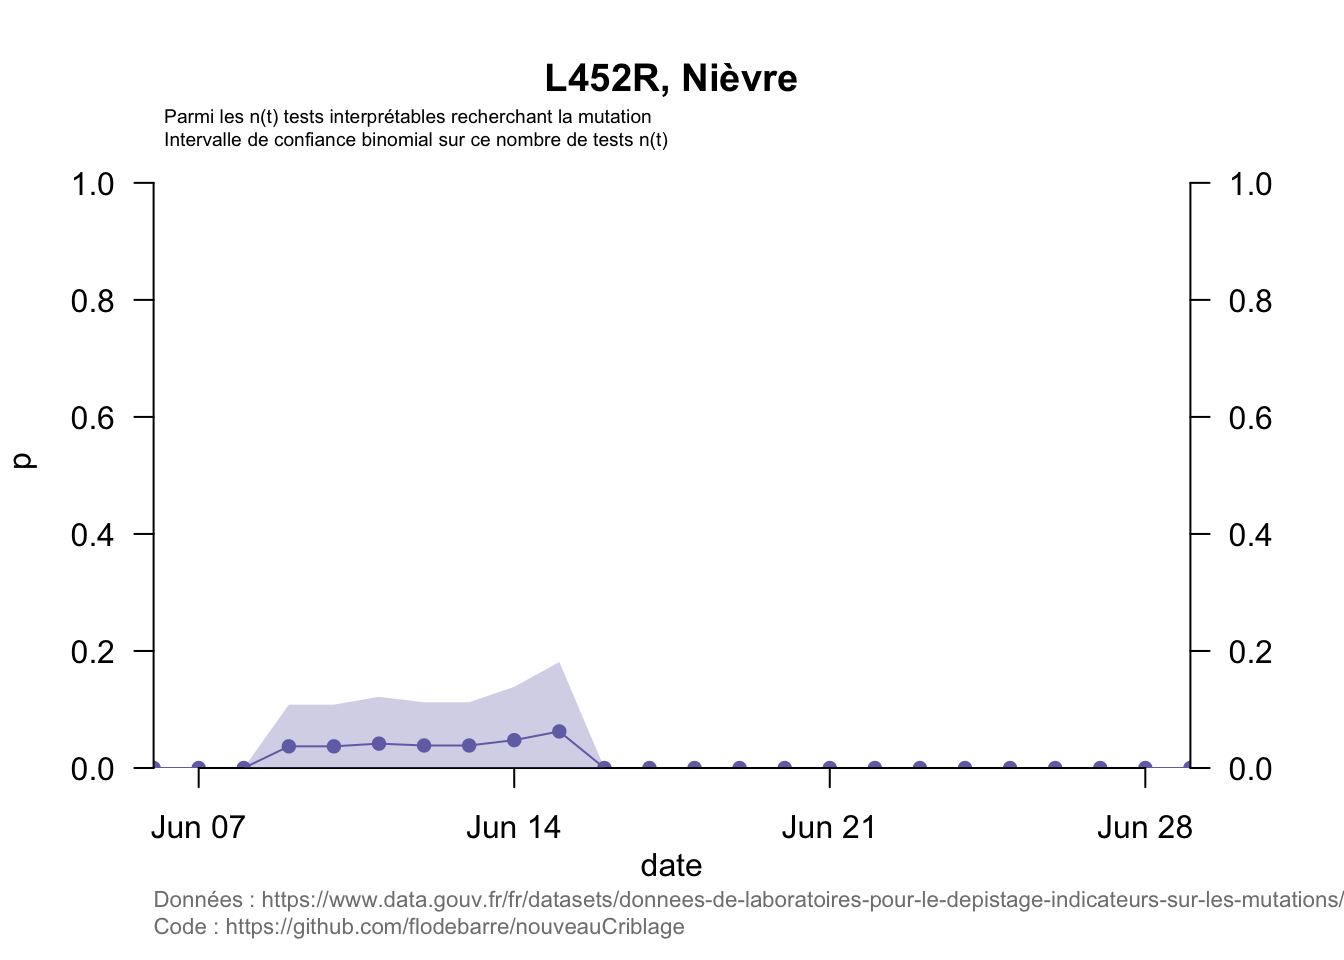 L452R, Nièvre
Parmi les n(t) tests interprétables recherchant la mutation
Intervalle de confiance binomial sur ce nombre de tests n(t)
1.0 1.0
0.8 0.8
0.6 0.6
p
0.4 0.4
0.2 0.2
0.0 0.0
Jun 07 Jun 14 Jun 21 Jun 28
date
Données : https://www.data.gouv.fr/fr/datasets/donnees-de-laboratoires-pour-le-depistage-indicateurs-sur-les-mutations/
Code : https://github.com/flodebarre/nouveauCriblage